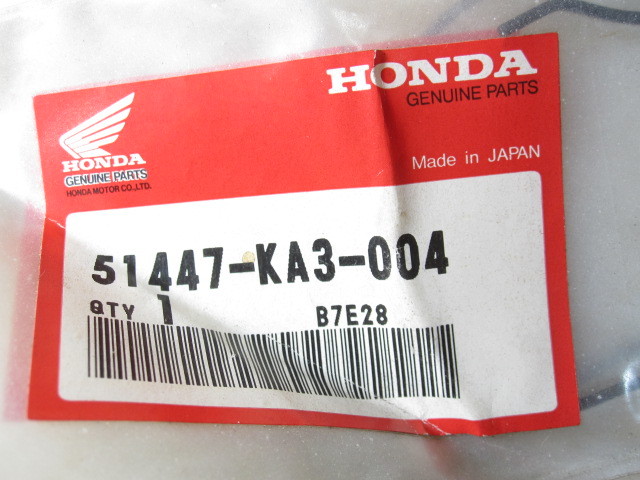 HONDA
GENUINE PARTS
HONDA
GENUINE PARTS
HONDA MOTOR CO., LTD.
Made in JAPAN
51447-KA3-004
QTY 1 B7E28